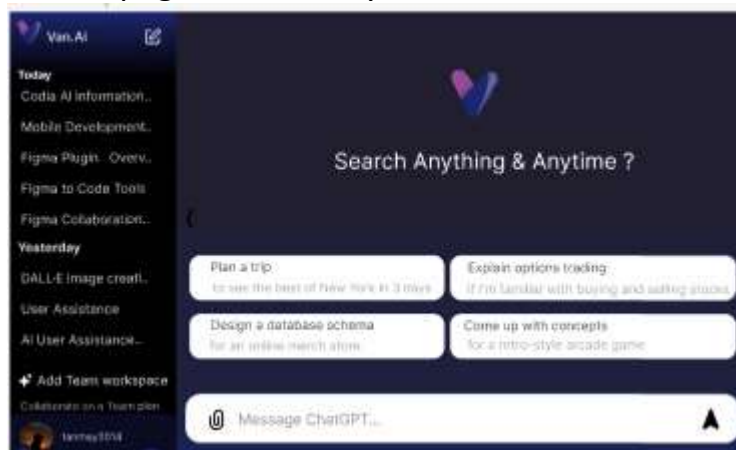 Van.AI
Today
Codia AI Information..
Mobile Development..
Figma Plugin Overv..
Figma to Code Tools
Figma Collaboration..
Yesterday
DALL-E image creati..
User Assistance
AI User Assistance..
Add Team workspace
Collaborate on a Team plan
tanmay2014
Search Anything & Anytime ?
Plan a trip
to see the best of New York in 3 days
Explain options trading
if I'm familiar with buying and selling stocks
Design a database schema
for an online merch store
Come up with concepts
for a retro-style arcade game
Message ChatGPT...